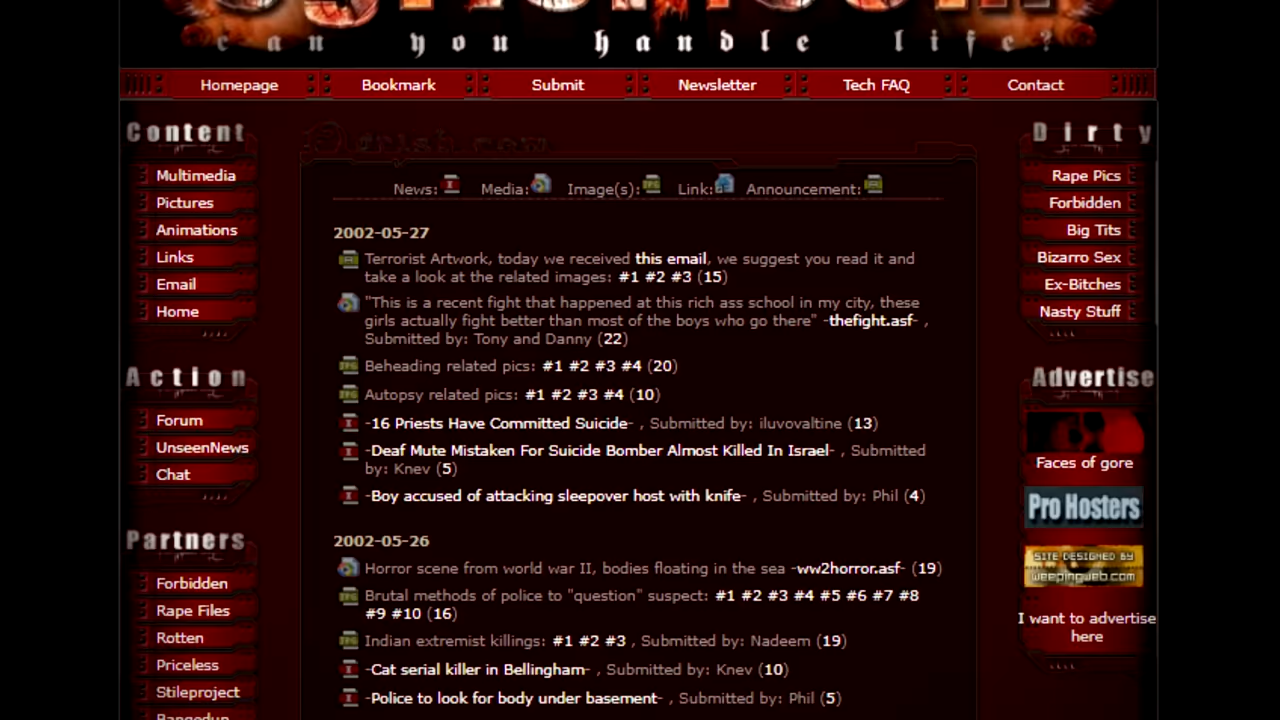 can you handle life?
Homepage Bookmark Submit Newsletter Tech FAQ Contact
Content
Multimedia
Pictures
Animations
Links
Email
Home
Action
Forum
UnseenNews
Chat
Partners
Forbidden
Rape Files
Rotten
Priceless
Stileproject
News: Media: Image(s): Link: Announcement:
2002-05-27
Terrorist Artwork, today we received this email, we suggest you read it and
take a look at the related images: #1 #2 #3 (15)
"This is a recent fight that happened at this rich ass school in my city, these
girls actually fight better than most of the boys who go there" -thefight.asf- ,
Submitted by: Tony and Danny (22)
Beheading related pics: #1 #2 #3 #4 (20)
Autopsy related pics: #1 #2 #3 #4 (10)
-16 Priests Have Committed Suicide- , Submitted by: iluvovaltine (13)
-Deaf Mute Mistaken For Suicide Bomber Almost Killed In Israel- , Submitted
by: Knev (5)
-Boy accused of attacking sleepover host with knife- , Submitted by: Phil (4)
2002-05-26
Horror scene from world war II, bodies floating in the sea -ww2horror.asf- (19)
Brutal methods of police to "question" suspect: #1 #2 #3 #4 #5 #6 #7 #8
#9 #10 (16)
Indian extremist killings: #1 #2 #3 , Submitted by: Nadeem (19)
-Cat serial killer in Bellingham- , Submitted by: Knev (10)
-Police to look for body under basement- , Submitted by: Phil (5)
Dirty
Rape Pics
Forbidden
Big Tits
Bizarro Sex
Ex-Bitches
Nasty Stuff
Advertise
Faces of gore
Pro Hosters
SITE DESIGNED BY
weepingweb.com
I want to advertise
here